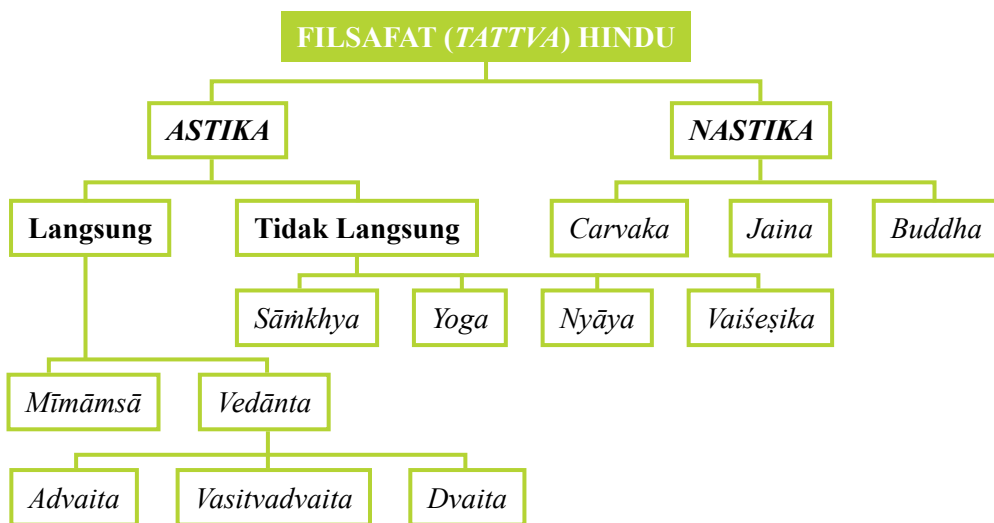 FILSAFAT (TATTVA) HINDU
ASTIKA
NASTIKA
Langsung
Tidak Langsung
Carvaka
Jaina
Buddha
Sāṁkhya
Yoga
Nyāya
Vaiśeṣika
Mīmāmsā
Vedānta
Advaita
Vasitvadvaita
Dvaita